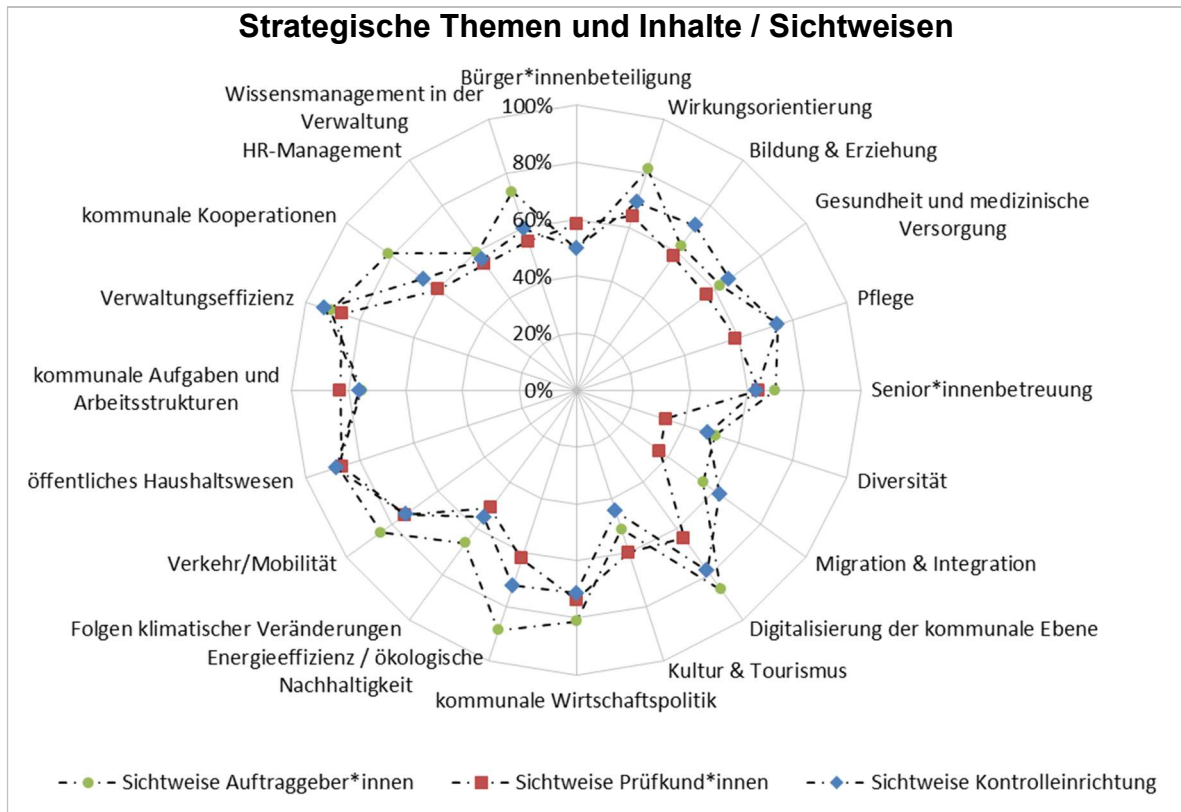 Strategische Themen und Inhalte / Sichtweisen
Bürger*innenbeteiligung
Wirkungsorientierung
Bildung & Erziehung
Gesundheit und medizinische
Versorgung
Pflege
Senior*innenbetreuung
Diversität
Migration & Integration
Digitalisierung der kommunale Ebene
Kultur & Tourismus
kommunale Wirtschaftspolitik
Energieeffizienz / ökologische
Nachhaltigkeit
Folgen klimatischer Veränderungen
Verkehr/Mobilität
öffentliches Haushaltswesen
kommunale Aufgaben und
Arbeitsstrukturen
Verwaltungseffizienz
kommunale Kooperationen
HR-Management
Wissensmanagement in der
Verwaltung
100%
80%
60%
40%
20%
0%
Sichtweise Auftraggeber*innen
Sichtweise Prüfkund*innen
Sichtweise Kontrolleinrichtung